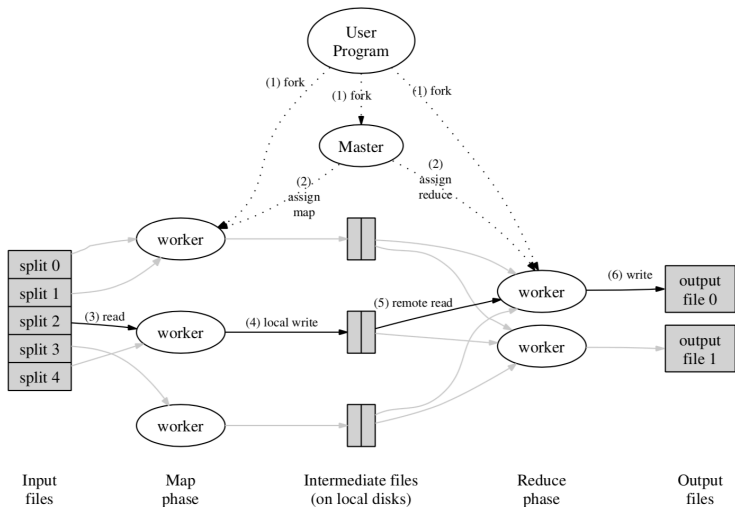 User
Program
(1) fork
(1) fork
(1) fork
Master
(2)
assign
map
(2)
assign
reduce
worker
split 0
split 1
split 2
split 3
split 4
(3) read
worker
(4) local write
(5) remote read
worker
(6) write
output
file 0
worker
output
file 1
worker
Input
files
Map
phase
Intermediate files
(on local disks)
Reduce
phase
Output
files